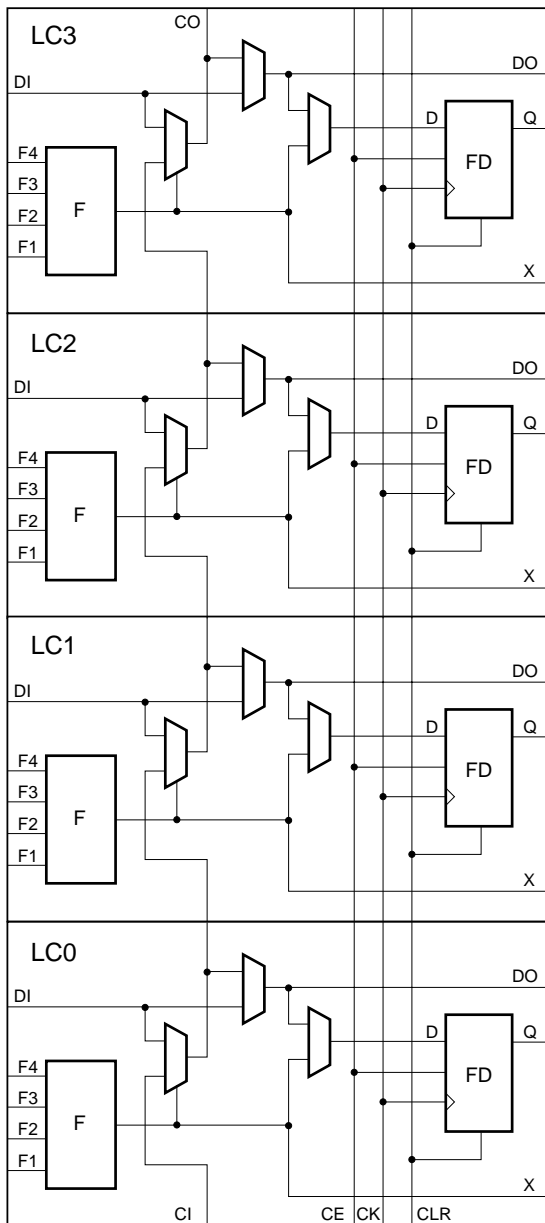 LC3 CO
DO
DI
D Q
F4
F3 F FD
F2
F1
X
LC2
DO
DI
D Q
F4
F3 F FD
F2
F1
X
LC1
DO
DI
D Q
F4
F3 F FD
F2
F1
X
LC0
DO
DI
D Q
F4
F3 F FD
F2
F1
X
CI CE CK CLR